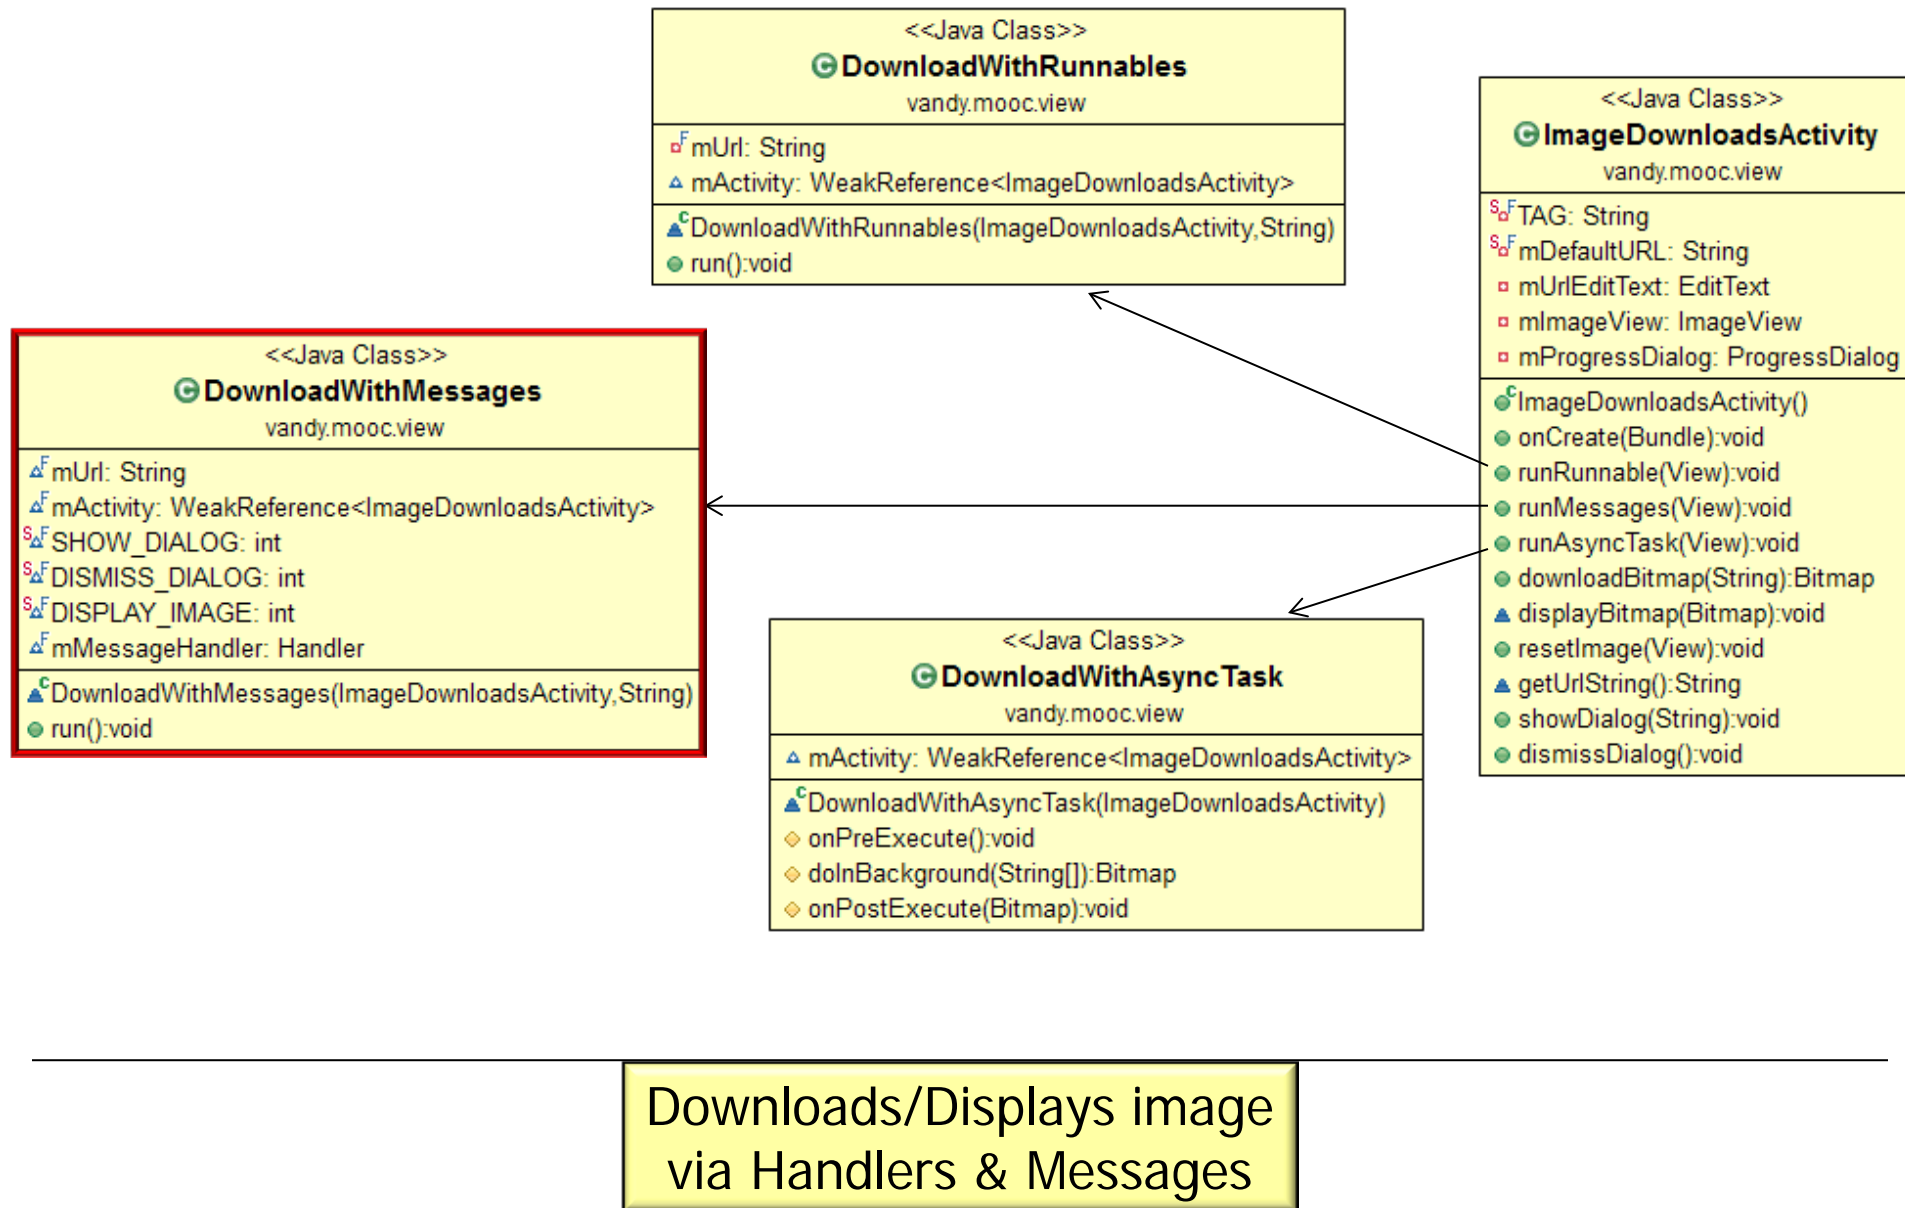 <<Java Class>>
DownloadWithRunnables
vandy.mooc.view
mUrl: String
mActivity: WeakReference<ImageDownloadsActivity>
DownloadWithRunnables(ImageDownloadsActivity,String)
run():void
<<Java Class>>
ImageDownloadsActivity
vandy.mooc.view
TAG: String
mDefaultURL: String
mUrlEditText: EditText
mImageView: ImageView
mProgressDialog: ProgressDialog
ImageDownloadsActivity()
onCreate(Bundle):void
runRunnable(View):void
runMessages(View):void
runAsyncTask(View):void
downloadBitmap(String):Bitmap
displayBitmap(Bitmap):void
resetImage(View):void
getUrlString():String
showDialog(String):void
dismissDialog():void
<<Java Class>>
DownloadWithMessages
vandy.mooc.view
mUrl: String
mActivity: WeakReference<ImageDownloadsActivity>
SHOW_DIALOG: int
DISMISS_DIALOG: int
DISPLAY_IMAGE: int
mMessageHandler: Handler
DownloadWithMessages(ImageDownloadsActivity,String)
run():void
<<Java Class>>
DownloadWithAsyncTask
vandy.mooc.view
mActivity: WeakReference<ImageDownloadsActivity>
DownloadWithAsyncTask(ImageDownloadsActivity)
onPreExecute():void
doInBackground(String[]):Bitmap
onPostExecute(Bitmap):void
Downloads/Displays image
via Handlers & Messages